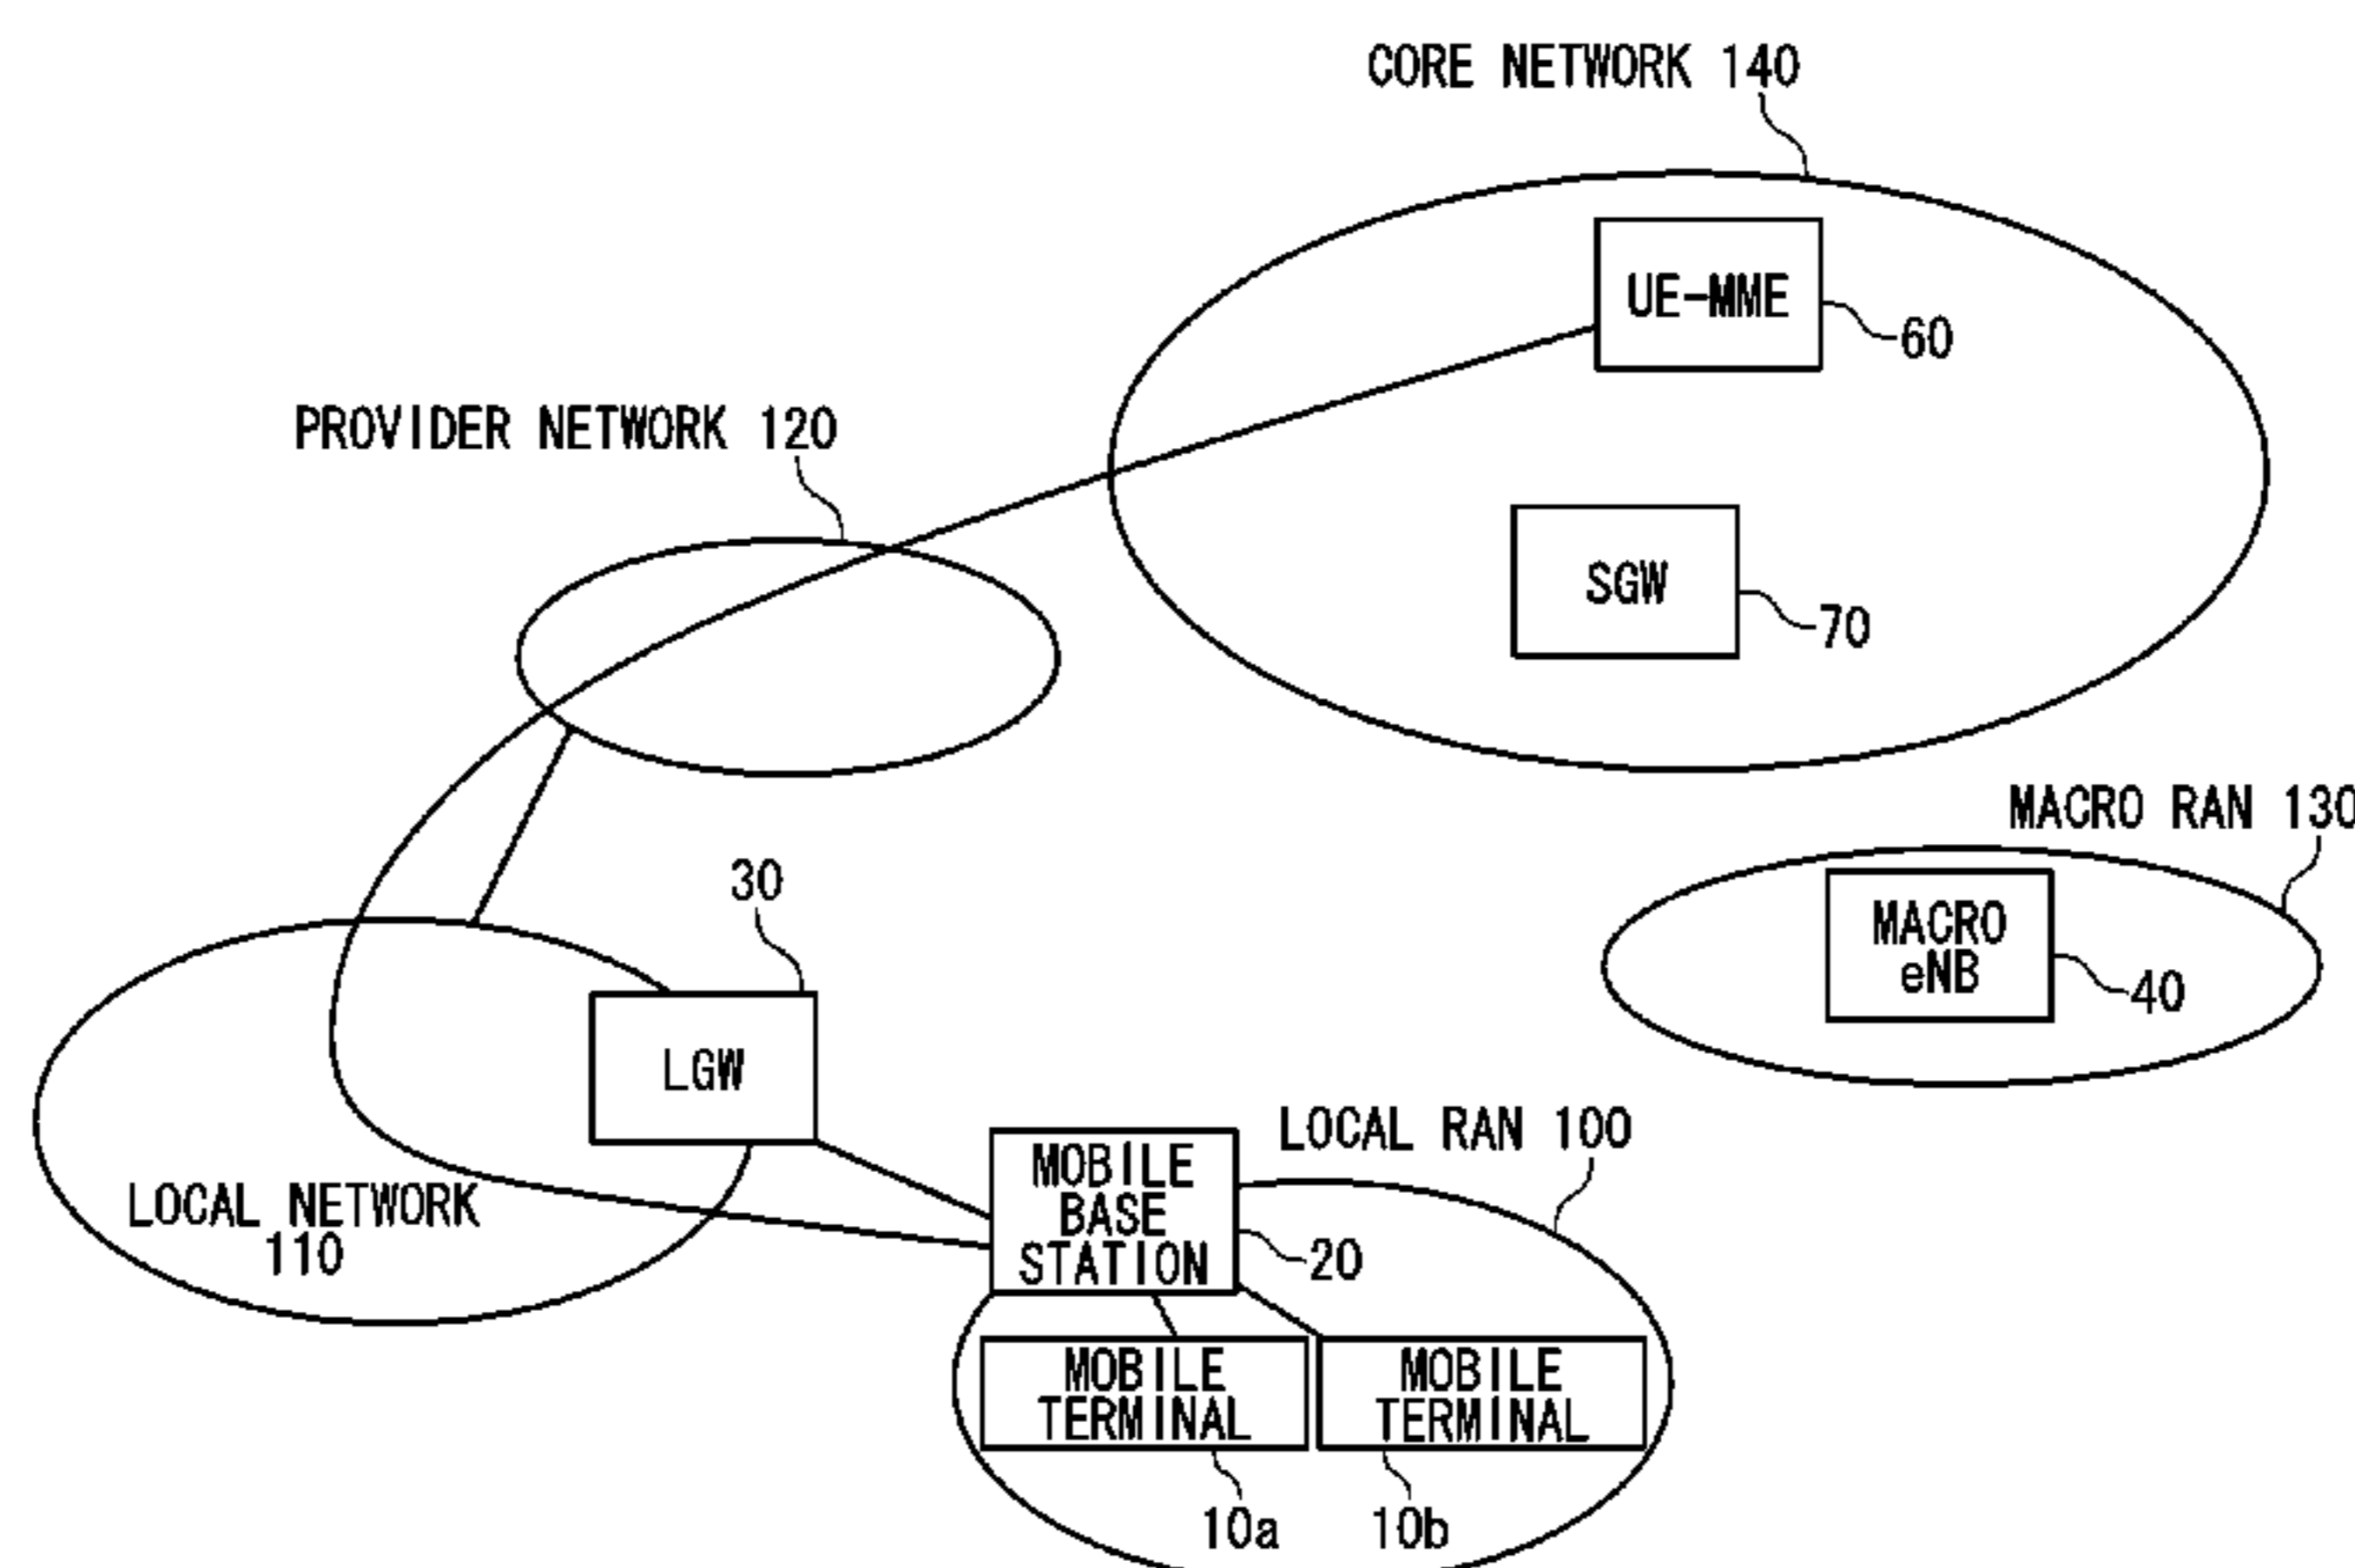 CORE NETWORK 140
UE-MME
60
PROVIDER NETWORK 120
SGW
70
MACRO RAN 130
30
MACRO
eNB
40
LGW
LOCAL RAN 100
MOBILE
BASE
STATION
20
LOCAL NETWORK
110
MOBILE
TERMINAL
MOBILE
TERMINAL
10a
10b